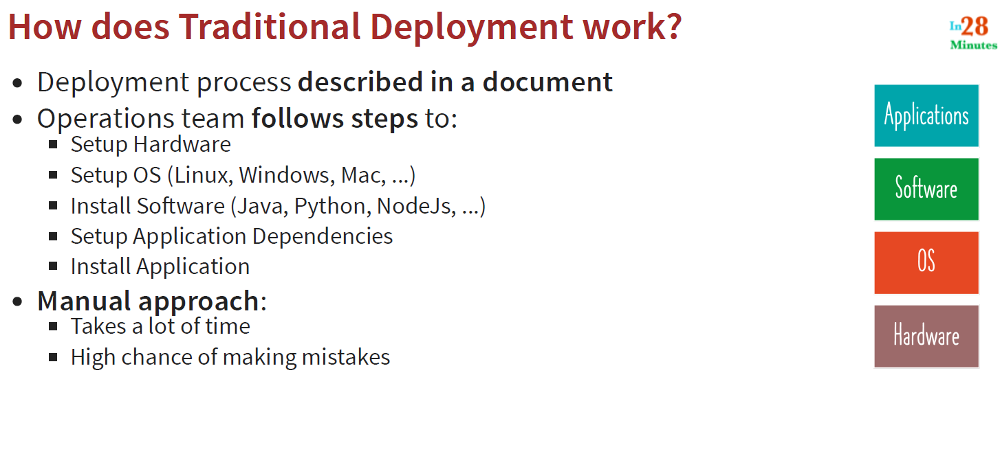 How does Traditional Deployment work?
In28
Minutes
• Deployment process described in a document
• Operations team follows steps to:
▪ Setup Hardware
▪ Setup OS (Linux, Windows, Mac, ...)
▪ Install Software (Java, Python, NodeJs, ...)
▪ Setup Application Dependencies
▪ Install Application
• Manual approach:
▪ Takes a lot of time
▪ High chance of making mistakes
Applications
Software
OS
Hardware